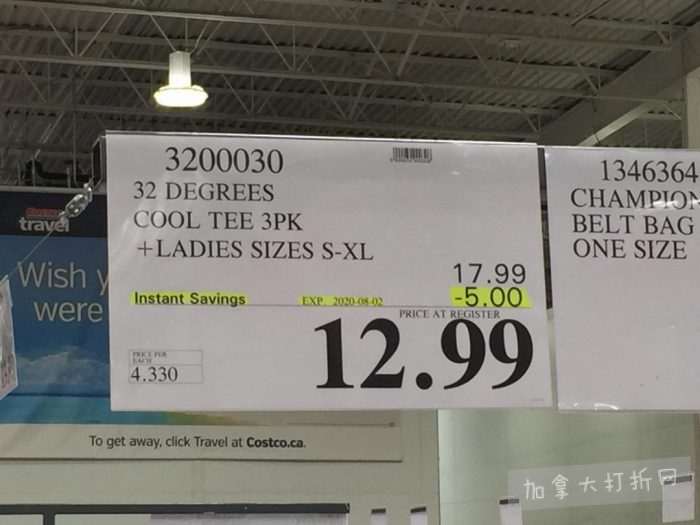 3200030
32 DEGREES
COOL TEE 3PK
+LADIES SIZES S-XL
17.99
Instant Savings EXP. 2020-08-02 -5.00
PRICE AT REGISTER
12.99
PRICE PER
EACH
4.330
1346364
CHAMPION
BELT BAG
ONE SIZE
travel
Wish y
were
To get away, click Travel at Costco.ca.
加拿大打折网